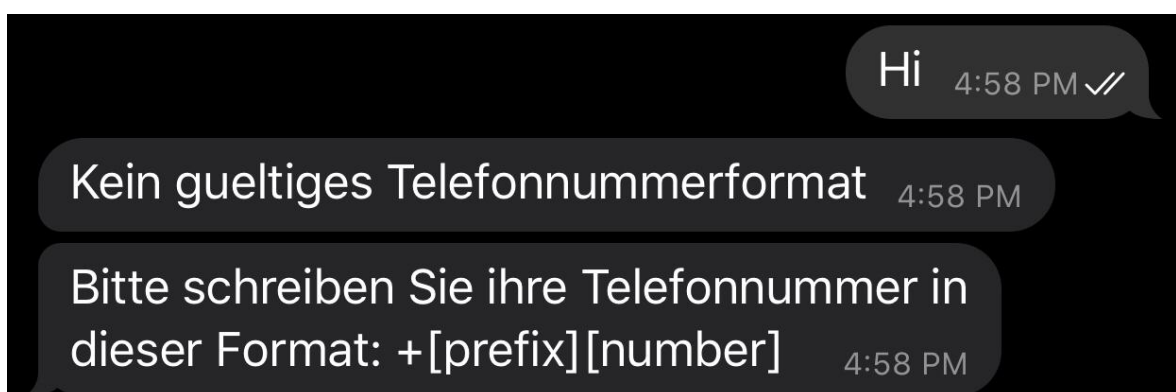 Hi 4:58 PM
Kein gueltiges Telefonnummerformat 4:58 PM
Bitte schreiben Sie ihre Telefonnummer in
dieser Format: +[prefix][number] 4:58 PM